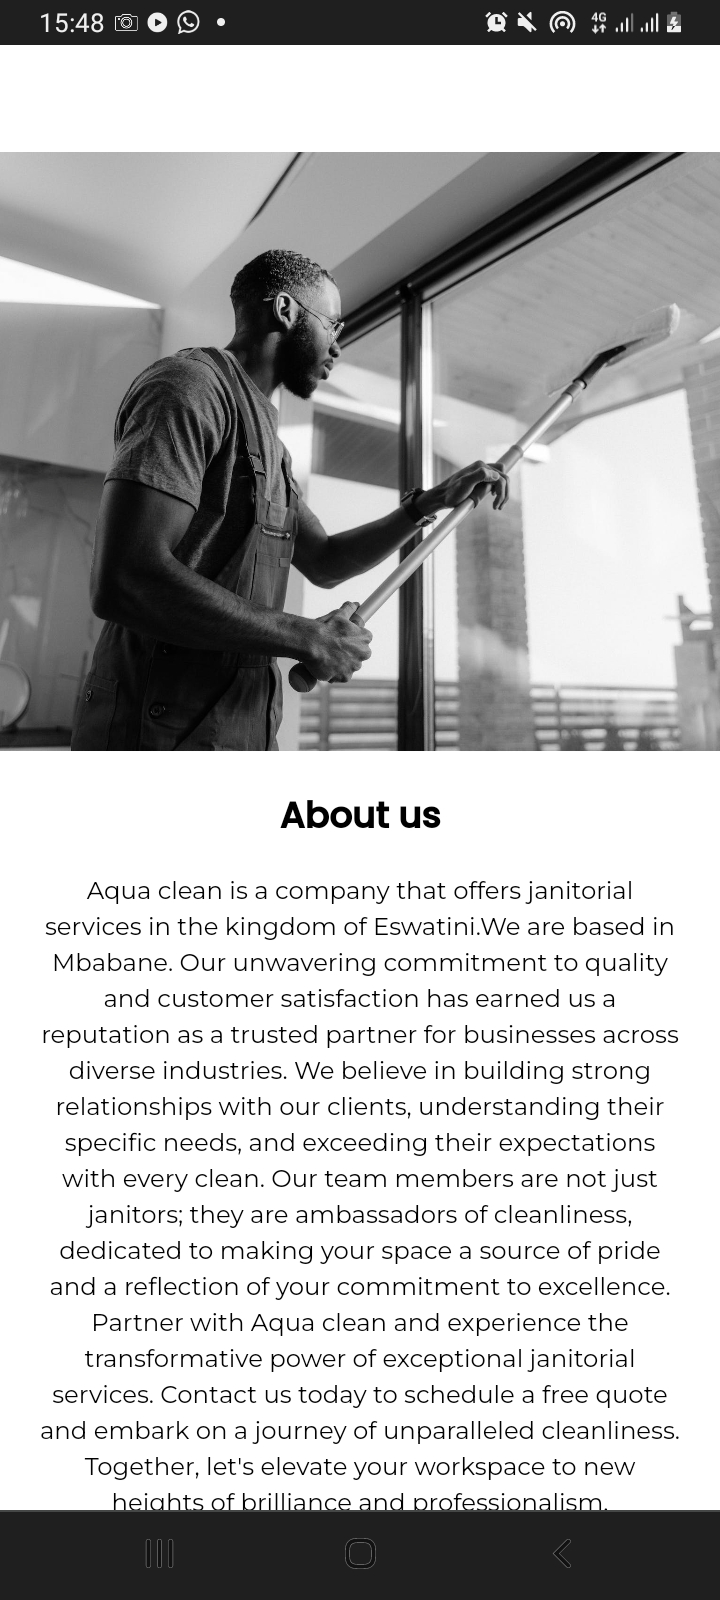 15:48
4G
About us
Aqua clean is a company that offers janitorial
services in the kingdom of Eswatini.We are based in
Mbabane. Our unwavering commitment to quality
and customer satisfaction has earned us a
reputation as a trusted partner for businesses across
diverse industries. We believe in building strong
relationships with our clients, understanding their
specific needs, and exceeding their expectations
with every clean. Our team members are not just
janitors; they are ambassadors of cleanliness,
dedicated to making your space a source of pride
and a reflection of your commitment to excellence.
Partner with Aqua clean and experience the
transformative power of exceptional janitorial
services. Contact us today to schedule a free quote
and embark on a journey of unparalleled cleanliness.
Together, let's elevate your workspace to new
heights of brilliance and professionalism.